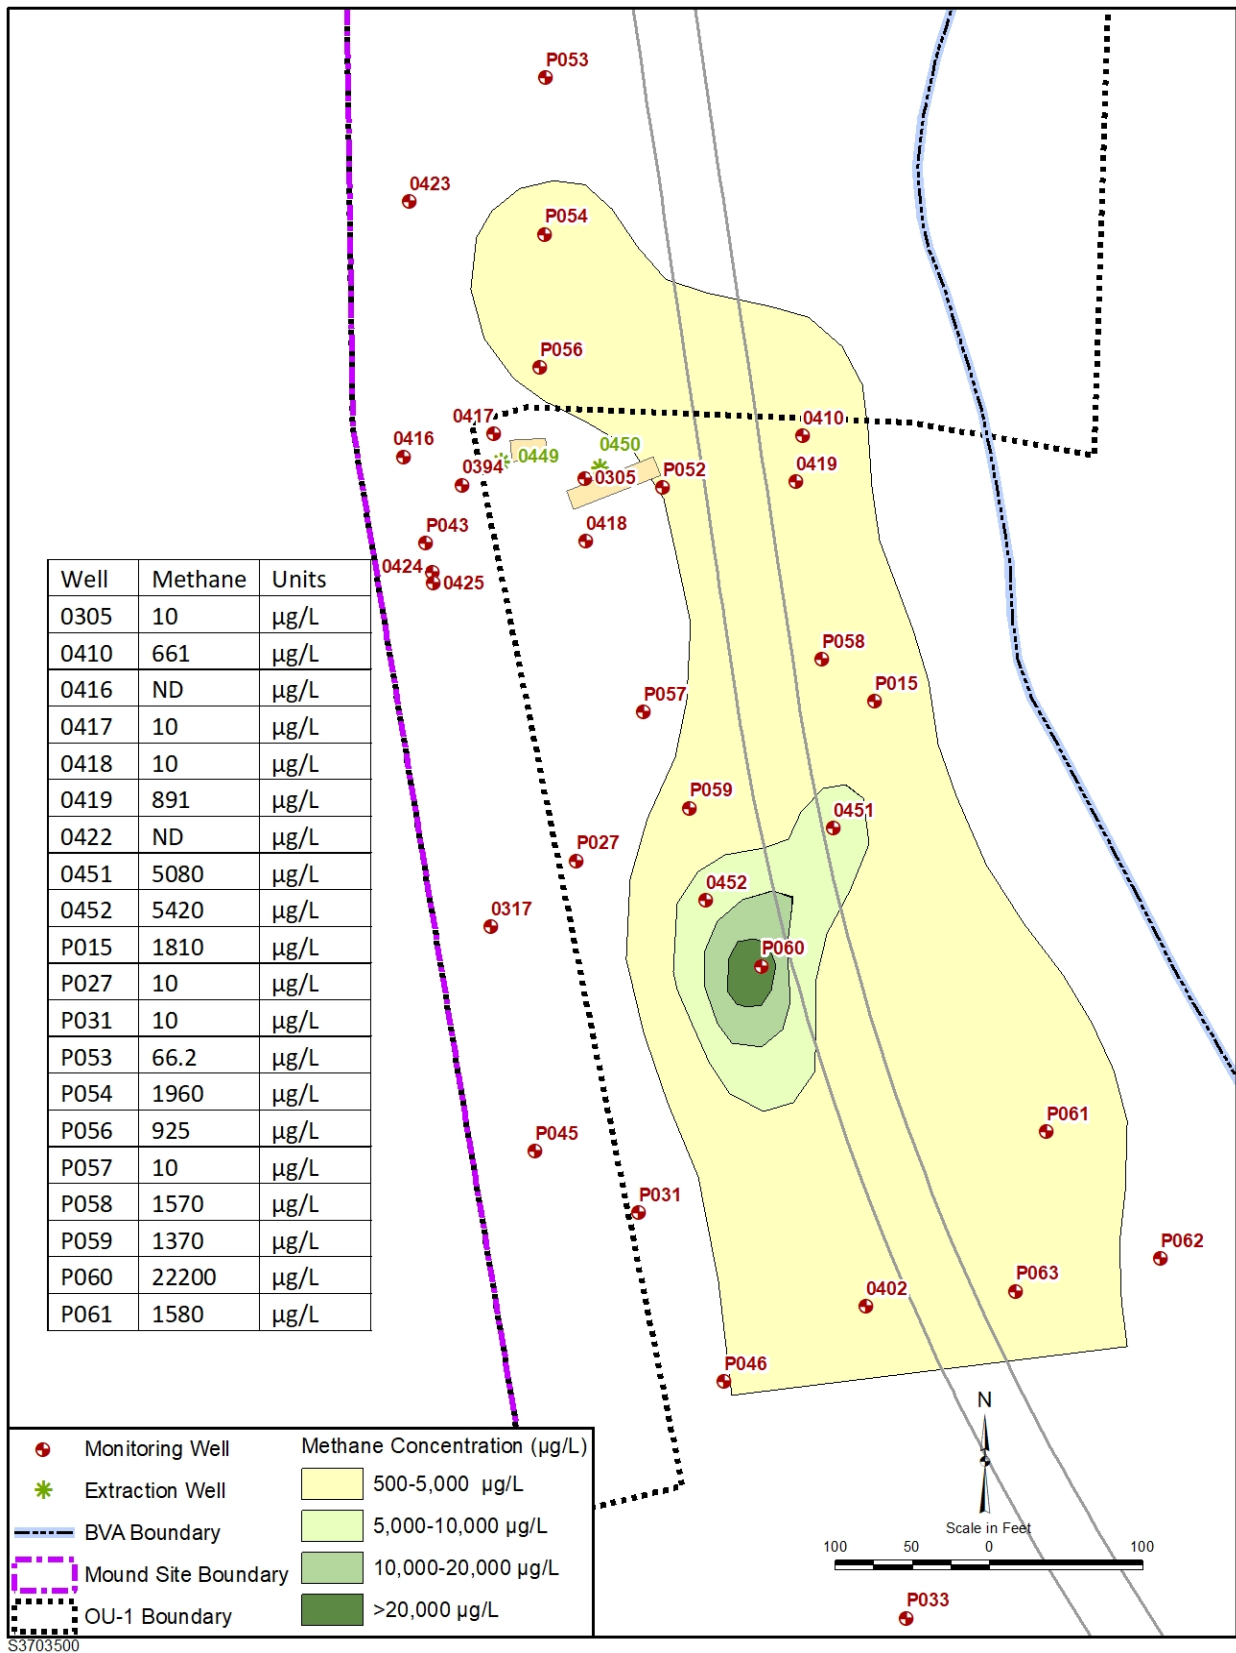 P053
0423
P054
P056
0417
0410
0416
0450
0449
0394
0305
P052
0419
P043
0418
0424
0425
Well Methane Units
0305 10 µg/L
0410 661 µg/L
0416 ND µg/L
0417 10 µg/L
0418 10 µg/L
0419 891 µg/L
0422 ND µg/L
0451 5080 µg/L
0452 5420 µg/L
P015 1810 µg/L
P027 10 µg/L
P031 10 µg/L
P053 66.2 µg/L
P054 1960 µg/L
P056 925 µg/L
P057 10 µg/L
P058 1570 µg/L
P059 1370 µg/L
P060 22200 µg/L
P061 1580 µg/L
P058
P015
P057
P059
0451
P027
0452
0317
P060
P061
P045
P031
P062
P063
0402
P046
N
Scale in Feet
100 50 0 100
P033
Monitoring Well
Extraction Well
BVA Boundary
Mound Site Boundary
OU-1 Boundary
Methane Concentration (µg/L)
500-5,000 µg/L
5,000-10,000 µg/L
10,000-20,000 µg/L
>20,000 µg/L
S3703500